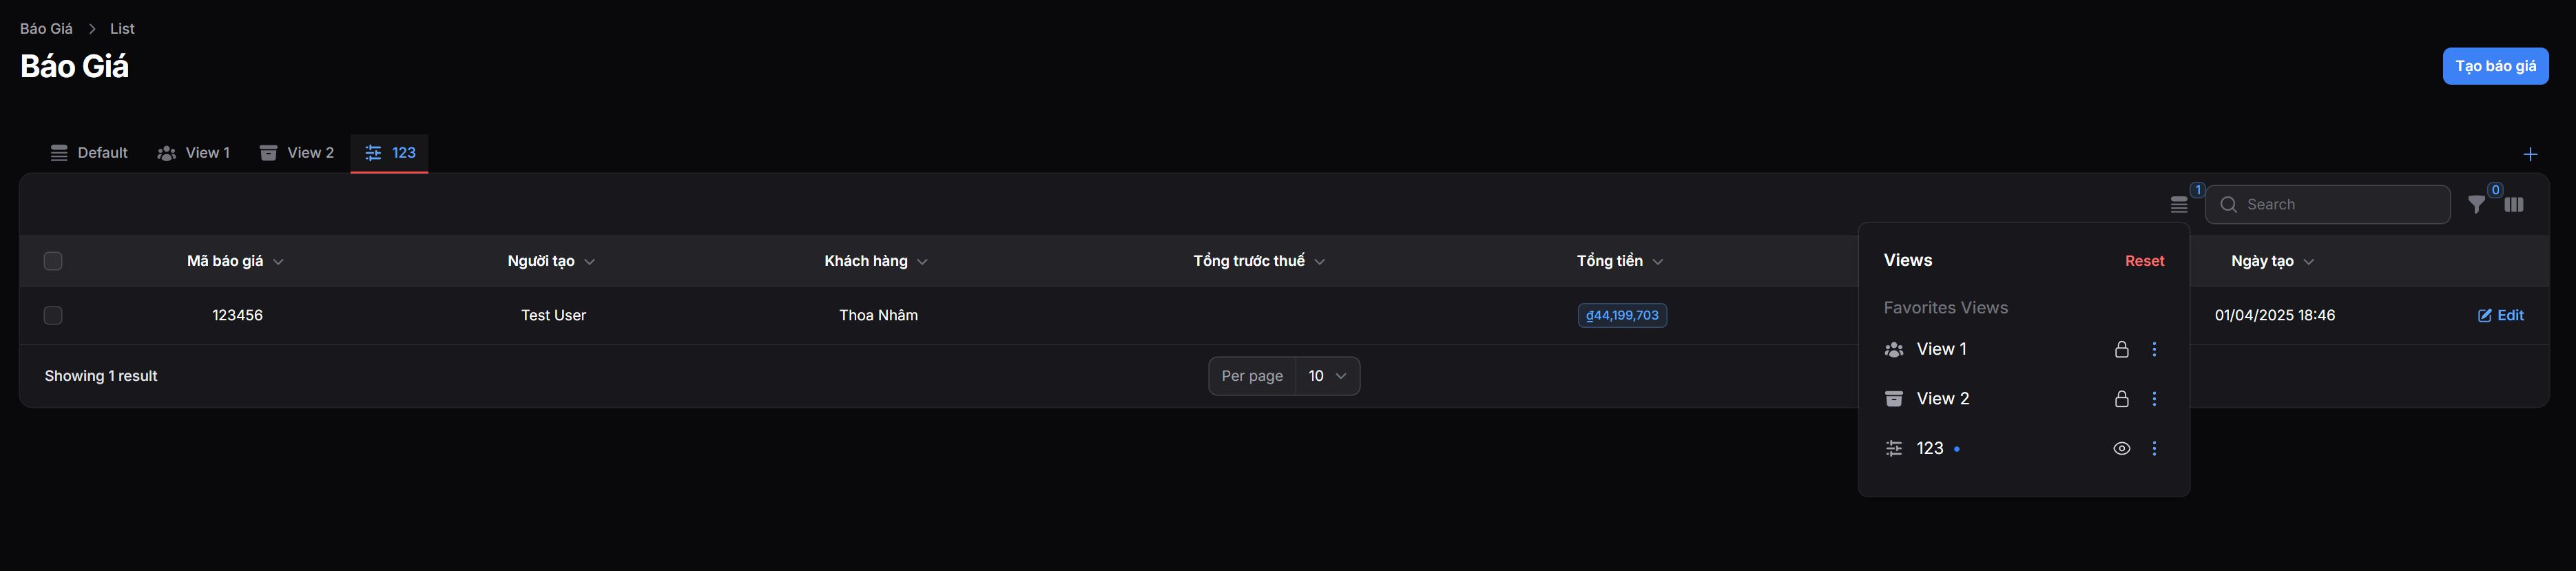 Báo Giá > List
Báo Giá
Tạo báo giá
Default View 1 View 2 123
1 Search 0
Mã báo giá Người tạo Khách hàng Tổng trước thuế Tổng tiền Ngày tạo
123456 Test User Thoa Nhâm ₫44,199,703 01/04/2025 18:46 Edit
Showing 1 result Per page 10
Views Reset
Favorites Views
View 1
View 2
123